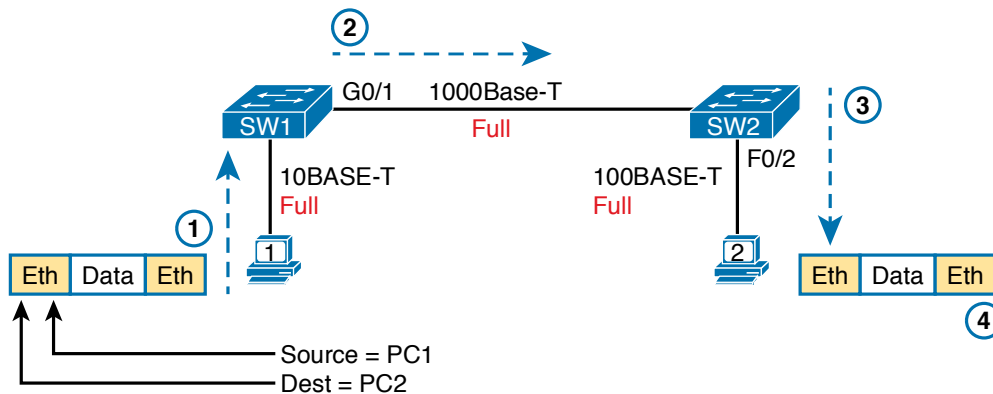 2
G0/1 1000Base-T
3
SW1
Full
SW2
F0/2
10BASE-T
Full
100BASE-T
Full
1
1
2
Eth Data Eth
Eth Data Eth
4
Source = PC1
Dest = PC2